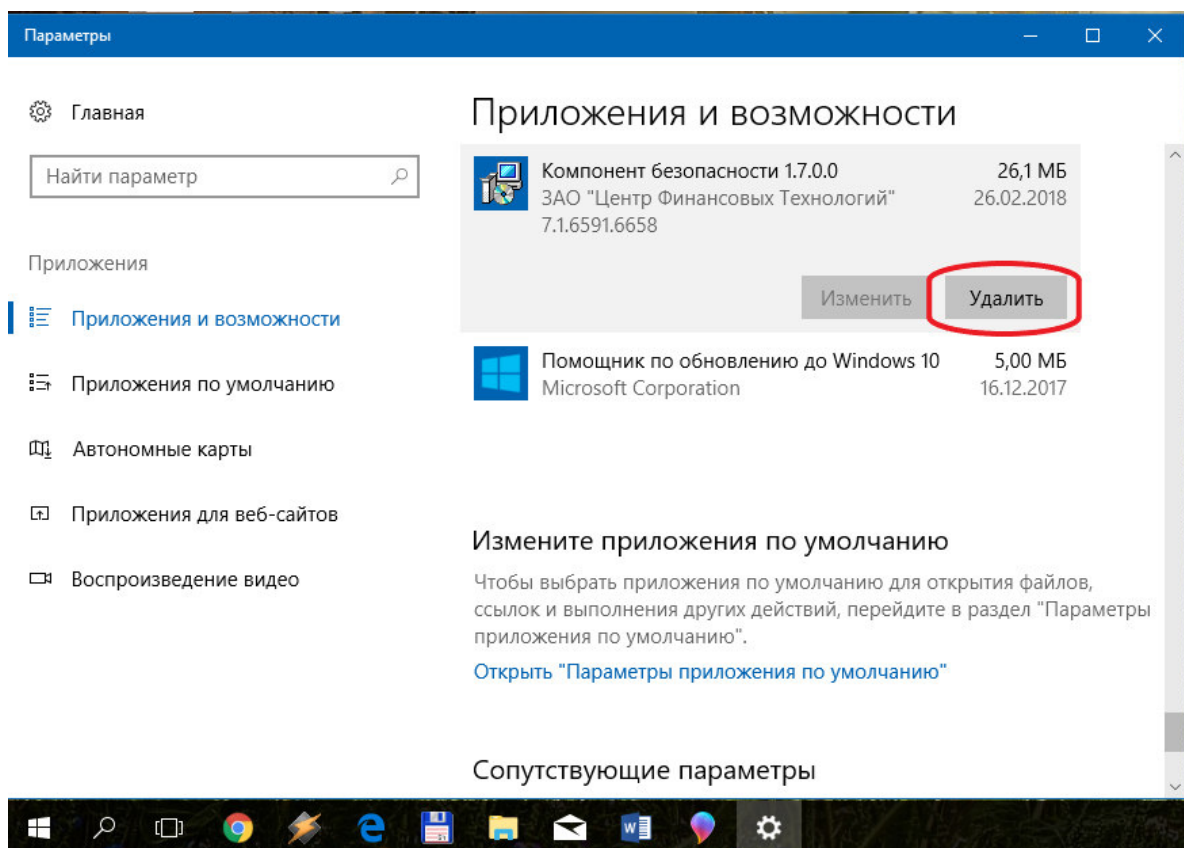 Параметры
Главная
Найти параметр
Приложения
Приложения и возможности
Приложения по умолчанию
Автономные карты
Приложения для веб-сайтов
Воспроизведение видео
Приложения и возможности
Компонент безопасности 1.7.0.0 26,1 МБ
ЗАО "Центр Финансовых Технологий" 26.02.2018
7.1.6591.6658
Изменить Удалить
Помощник по обновлению до Windows 10 5,00 МБ
Microsoft Corporation 16.12.2017
Измените приложения по умолчанию
Чтобы выбрать приложения по умолчанию для открытия файлов,
ссылок и выполнения других действий, перейдите в раздел "Параметры
приложения по умолчанию".
Открыть "Параметры приложения по умолчанию"
Сопутствующие параметры